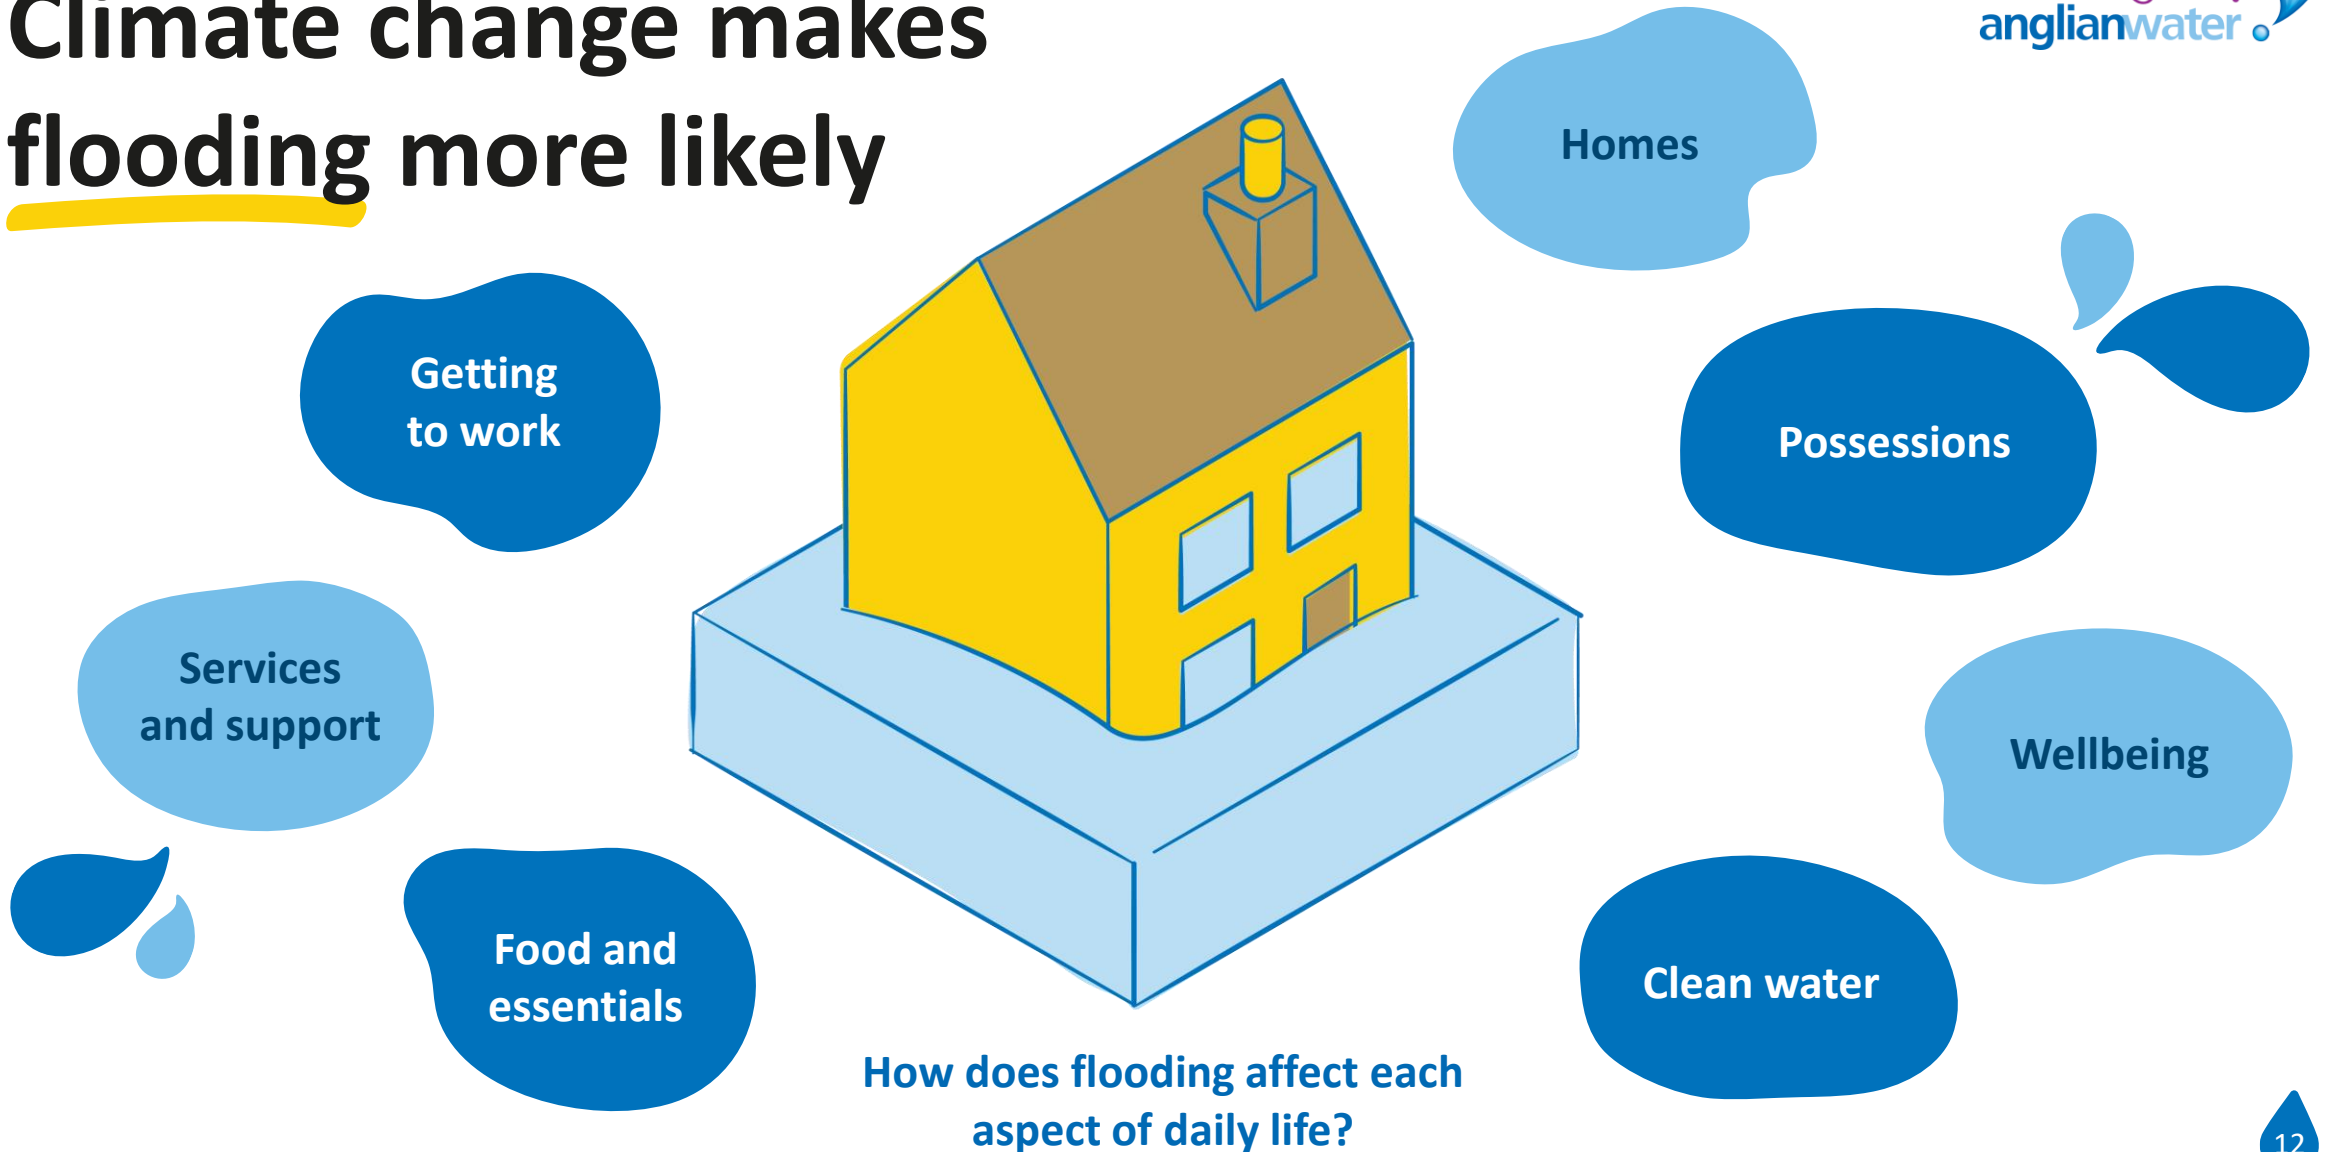 Climate change makes
flooding more likely
anglianwater
Homes
Getting
to work
Possessions
Services
and support
Wellbeing
Food and
essentials
Clean water
How does flooding affect each
aspect of daily life?
12